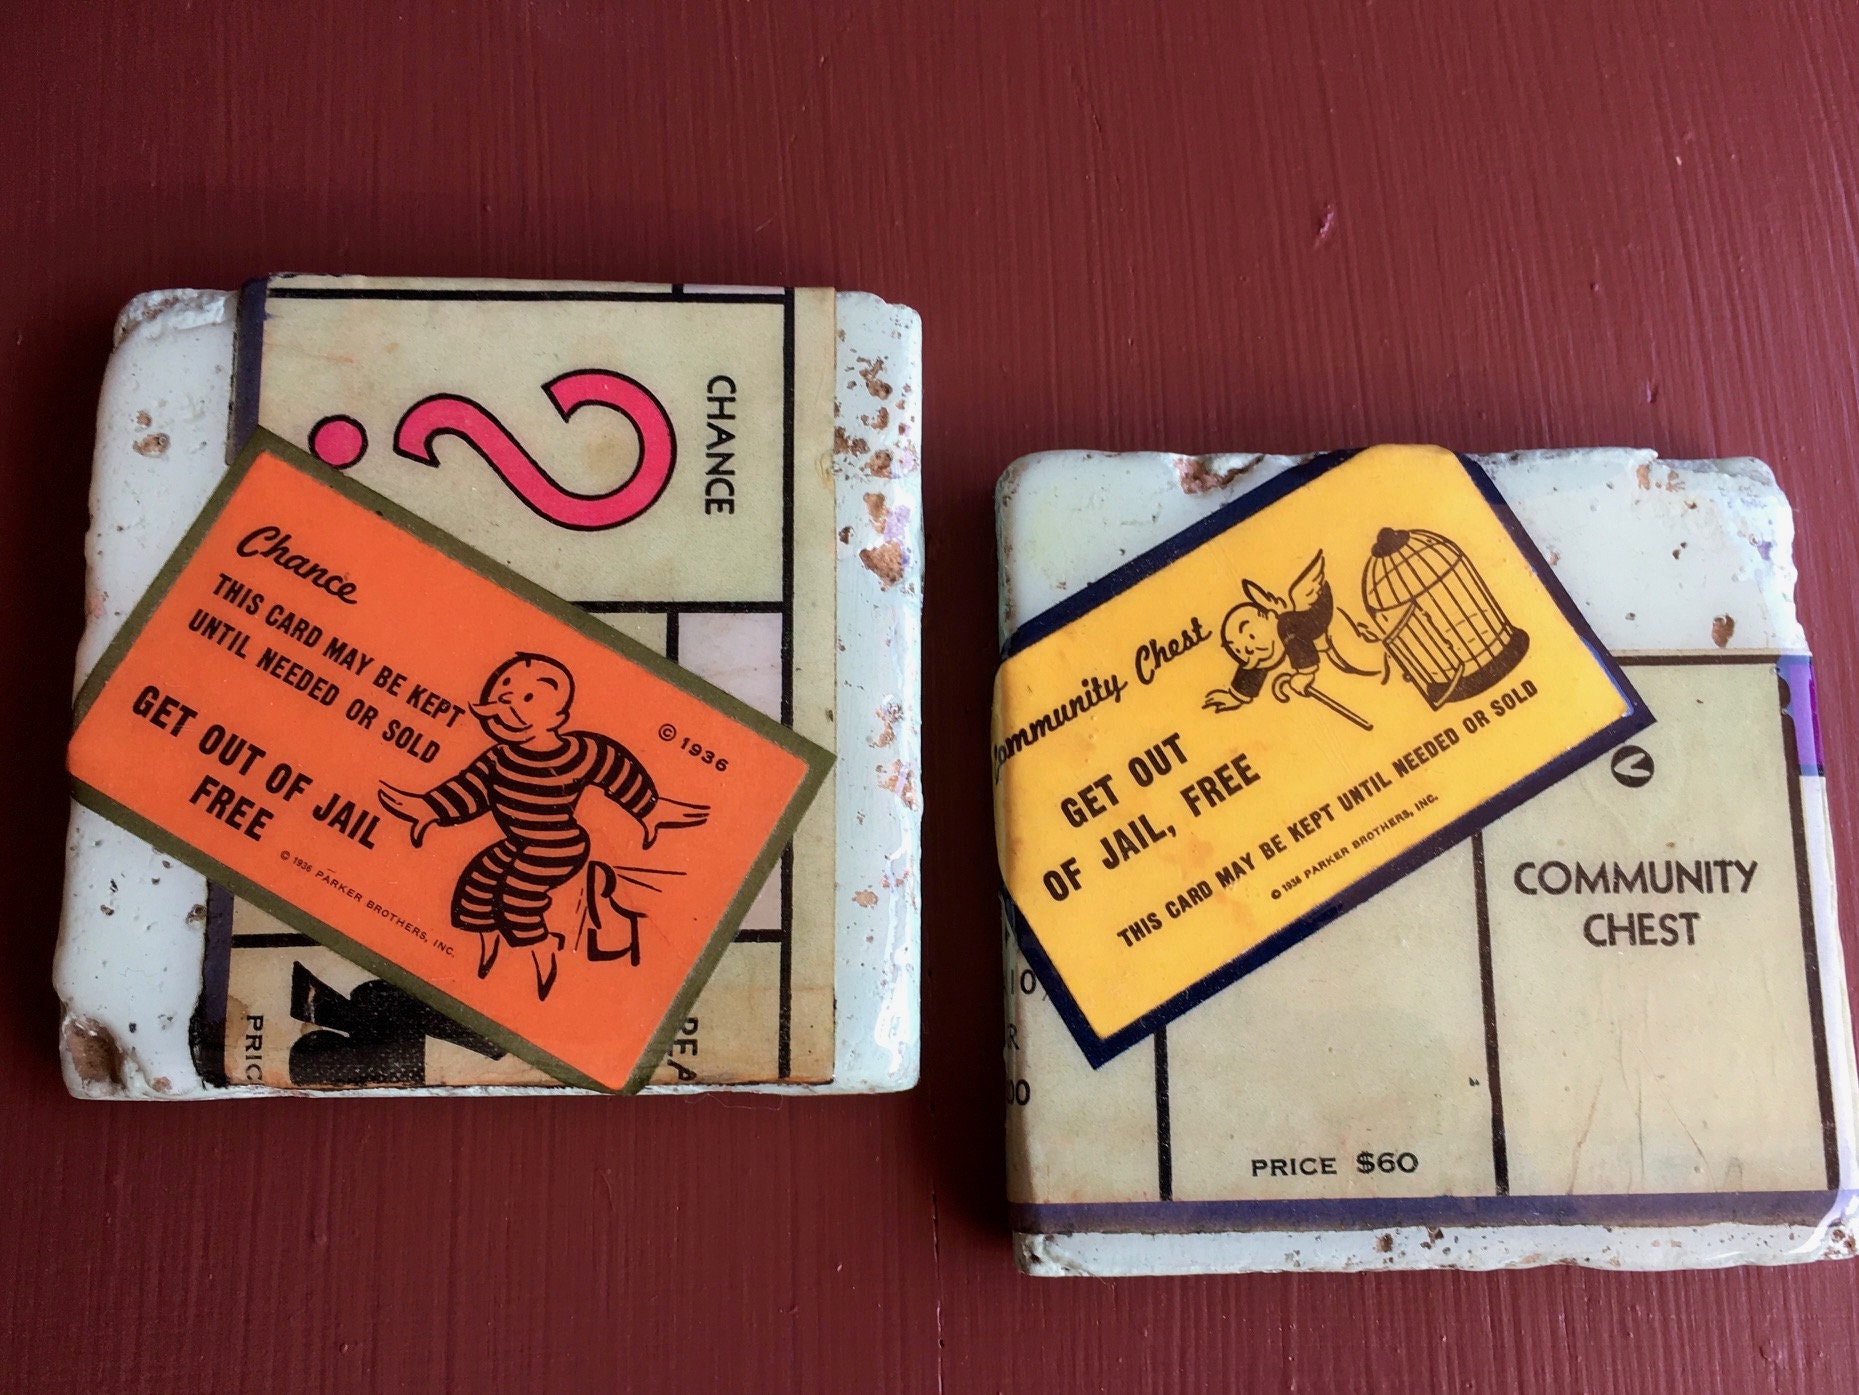 CHANCE
?
Chance
THIS CARD MAY BE KEPT
UNTIL NEEDED OR SOLD
GET OUT OF JAIL
FREE
© 1936
© 1936 PARKER BROTHERS, INC.
PRIC
Community Chest
GET OUT
OF JAIL, FREE
THIS CARD MAY BE KEPT UNTIL NEEDED OR SOLD
© 1936 PARKER BROTHERS, INC.
COMMUNITY
CHEST
PRICE $60